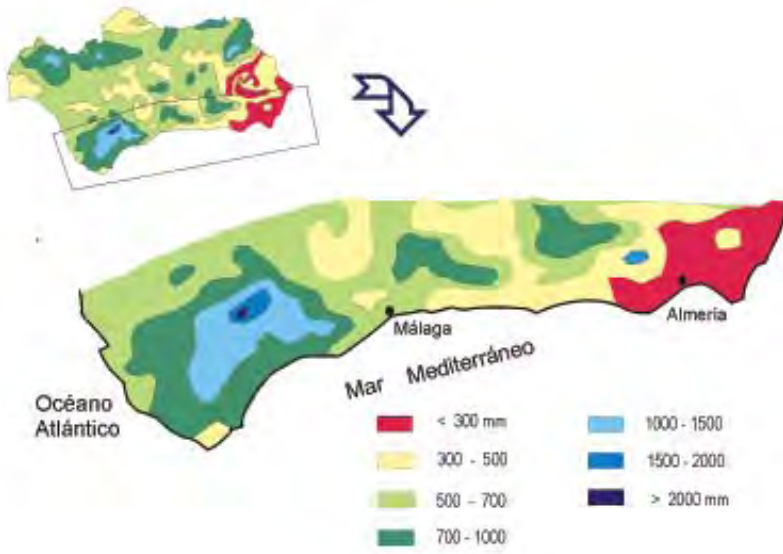 Málaga
Almería
Mar Mediterráneo
Océano
Atlántico
< 300 mm
300 - 500
500 - 700
700 - 1000
1000 - 1500
1500 - 2000
> 2000 mm